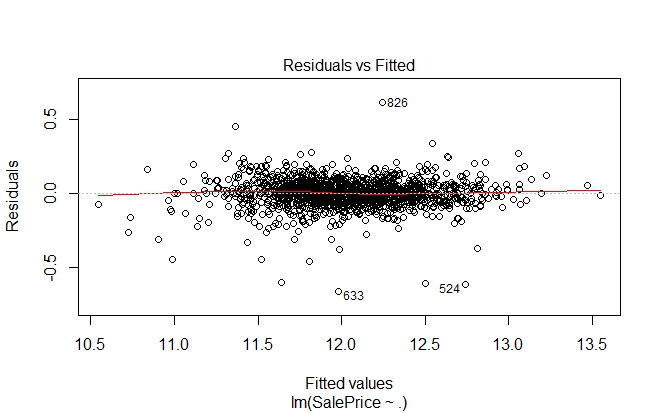 Residuals vs Fitted
Residuals
0.5
0.0
-0.5
826
633
524
10.5 11.0 11.5 12.0 12.5 13.0 13.5
Fitted values
lm(SalePrice ~ .)